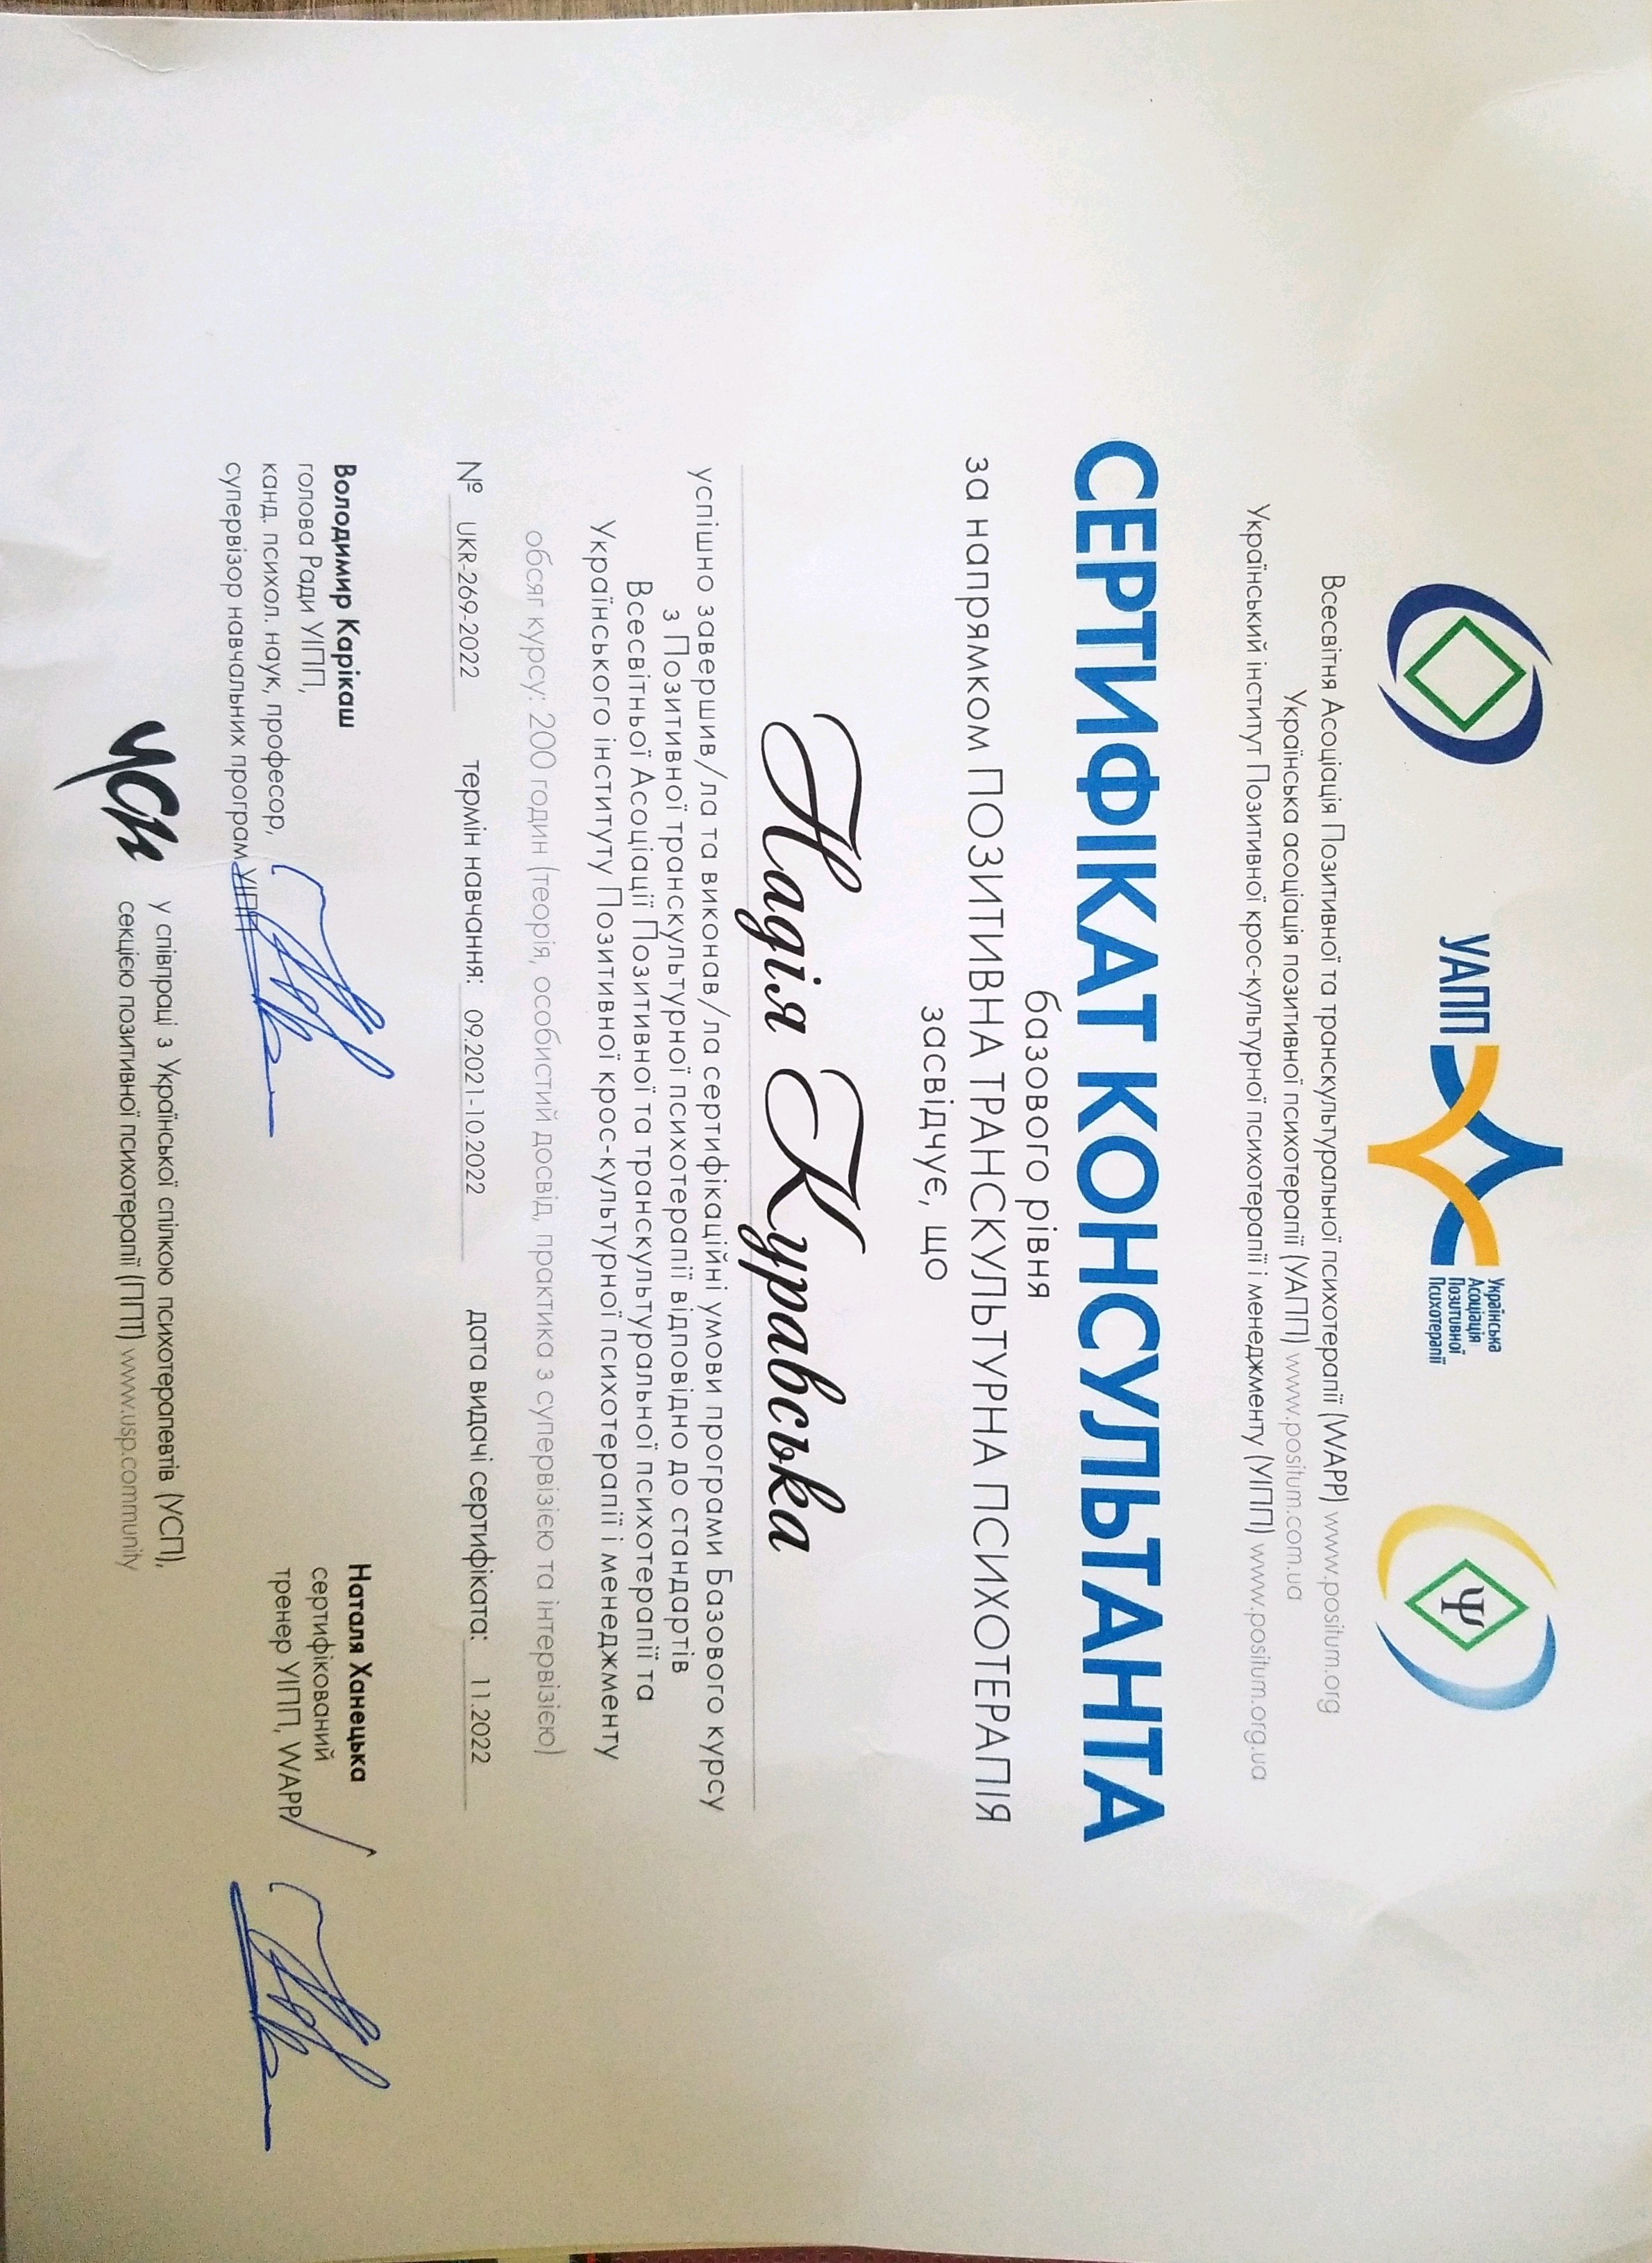 УАПП
Українська
Асоціація
Позитивної
Психотерапії
Ψ
Всесвітня Асоціація Позитивної та транскультуральної психотерапії (WAPP) www.positum.org
Українська асоціація позитивної психотерапії (УАПП) www.positum.com.ua
Український інститут Позитивної крос-культурної психотерапії і менеджменту (УІПП) www.positum.org.ua
СЕРТИФІКАТ КОНСУЛЬТАНТА
базового рівня
за напрямком ПОЗИТИВНА ТРАНСКУЛЬТУРНА ПСИХОТЕРАПІЯ
засвідчує, що
Надія Куравська
успішно завершив/ла та виконав/ла сертифікаційні умови програми Базового курсу
з Позитивної транскультурної психотерапії відповідно до стандартів
Всесвітньої Асоціації Позитивної та транскультуральної психотерапії та
Українського інституту Позитивної крос-культурної психотерапії і менеджменту
обсяг курсу: 200 годин (теорія, особистий досвід, практика з супервізією та інтервізією)
№ UKR-269-2022 термін навчання: 09.2021-10.2022 дата видачі сертифіката: 11.2022
Володимир Карікаш
голова Ради УІПП,
канд. психол. наук, професор,
супервізор навчальних програм УІПП
Наталя Ханецька
сертифікований
тренер УІПП, WAPP
усп
у співпраці з Української спілкою психотерапевтів (УСП),
секцією позитивної психотерапії (ППТ) www.usp.community